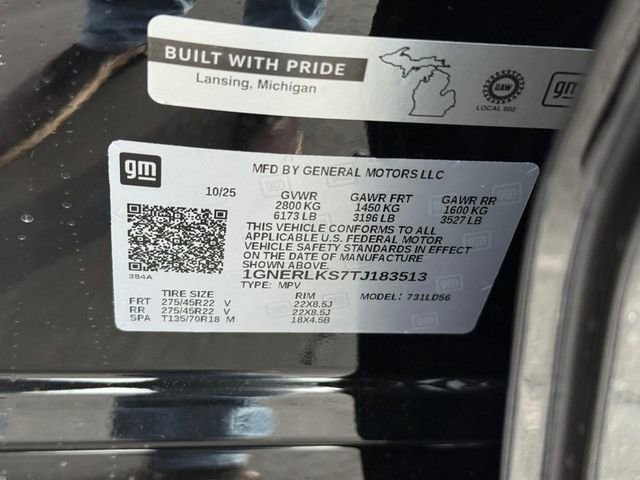 BUILT WITH PRIDE
Lansing, Michigan
UAW
LOCAL 602
gm
gm
MFD BY GENERAL MOTORS LLC
10/25 GVWR GAWR FRT GAWR RR
2800 KG 1450 KG 1600 KG
6173 LB 3196 LB 3527 LB
THIS VEHICLE CONFORMS TO ALL
APPLICABLE U.S. FEDERAL MOTOR
VEHICLE SAFETY STANDARDS IN EFFECT
ON THE DATE OF MANUFACTURE
SHOWN ABOVE.
384A
1GNERLKS7TJ183513
TYPE: MPV
TIRE SIZE RIM MODEL: 731LD56
FRT 275/45R22 V 22X8.5J
RR 275/45R22 V 22X8.5J
SPA T135/70R18 M 18X4.5B